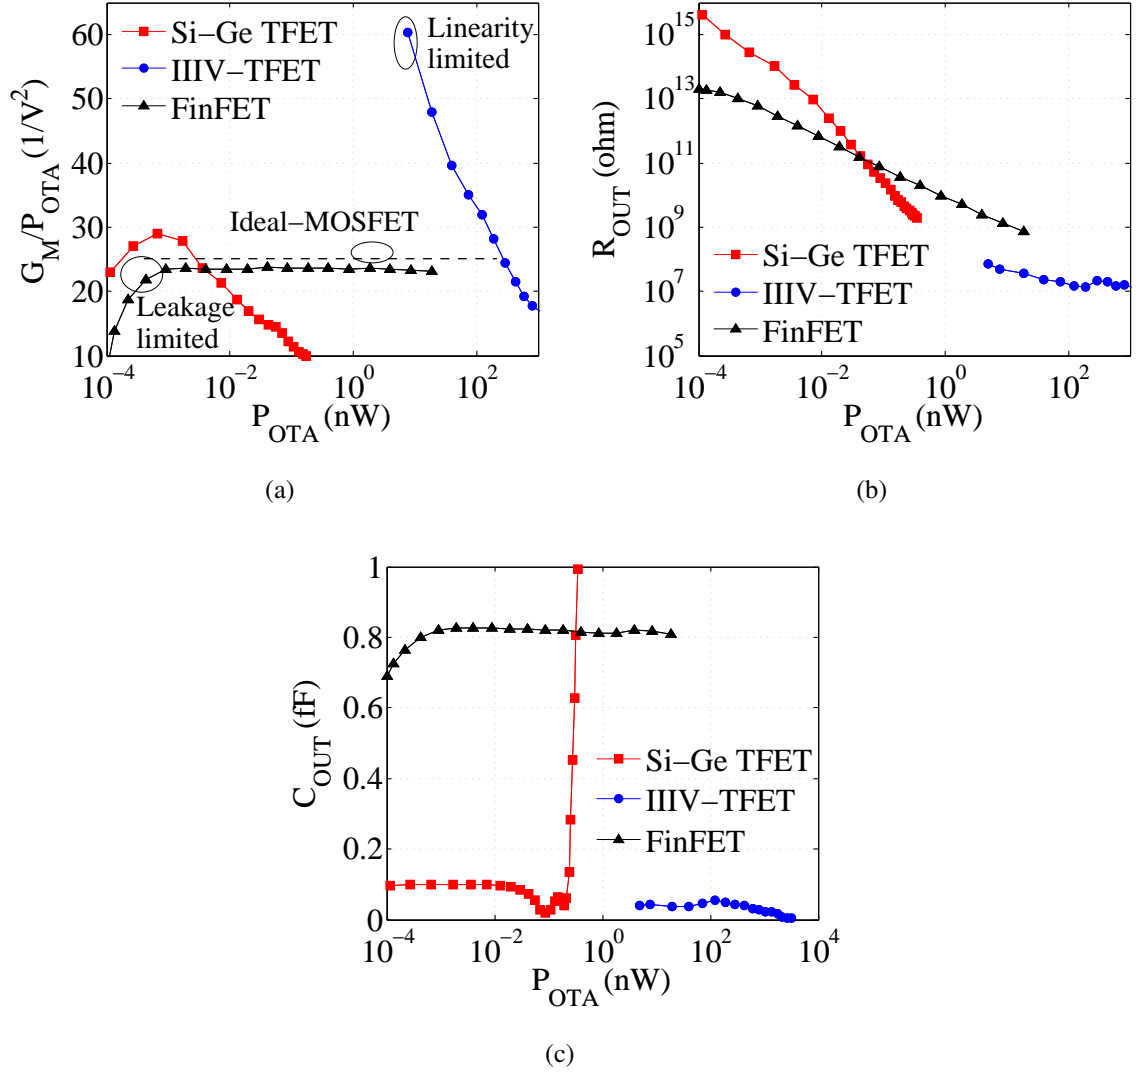 Si−Ge TFET
IIIV−TFET
FinFET
Linearity
limited
Ideal−MOSFET
Leakage
limited
60
50
40
30
20
10
G_M/P_OTA (1/V^2)
10^−4
10^−2
10^0
10^2
P_OTA (nW)
(a)
10^15
10^13
10^11
10^9
10^7
10^5
R_OUT (ohm)
Si−Ge TFET
IIIV−TFET
FinFET
10^−4
10^−2
10^0
10^2
P_OTA (nW)
(b)
1
0.8
0.6
0.4
0.2
0
C_OUT (fF)
Si−Ge TFET
IIIV−TFET
FinFET
10^−4
10^−2
10^0
10^2
10^4
P_OTA (nW)
(c)